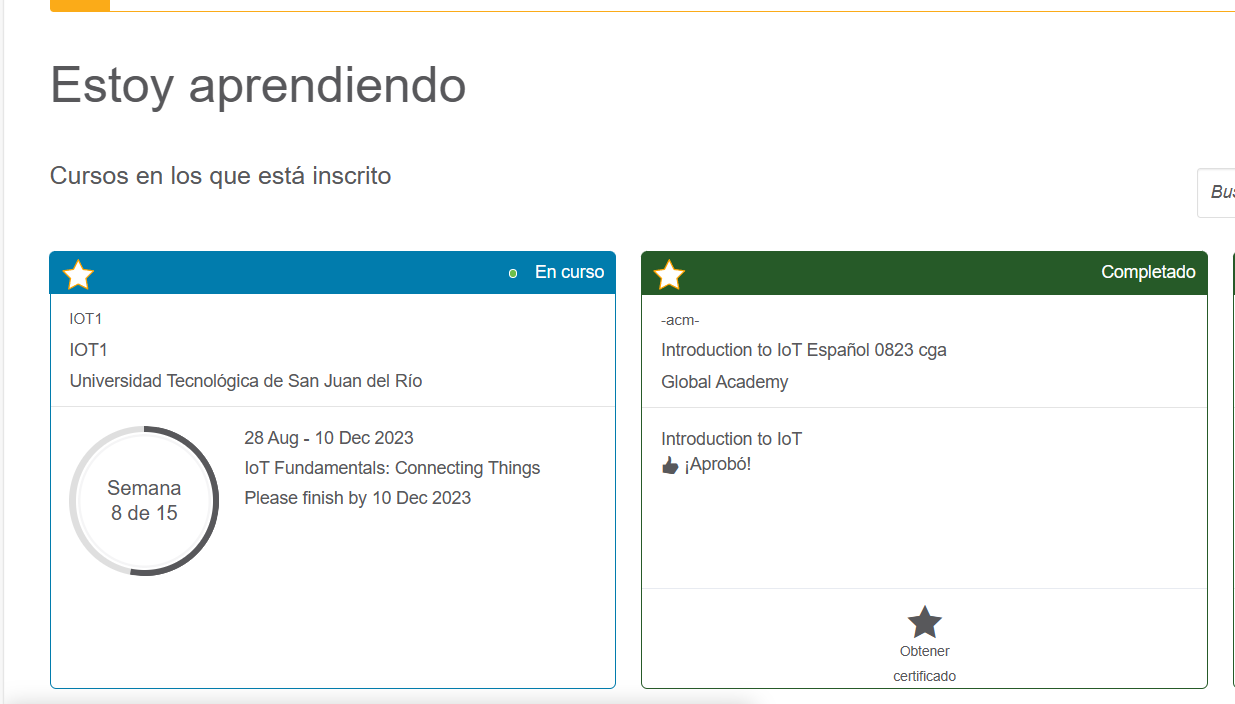 Estoy aprendiendo
Cursos en los que está inscrito
En curso
IOT1
IOT1
Universidad Tecnológica de San Juan del Río
Semana
8 de 15
28 Aug - 10 Dec 2023
IoT Fundamentals: Connecting Things
Please finish by 10 Dec 2023
Completado
-acm-
Introduction to IoT Español 0823 cga
Global Academy
Introduction to IoT
¡Aprobó!
Obtener
certificado